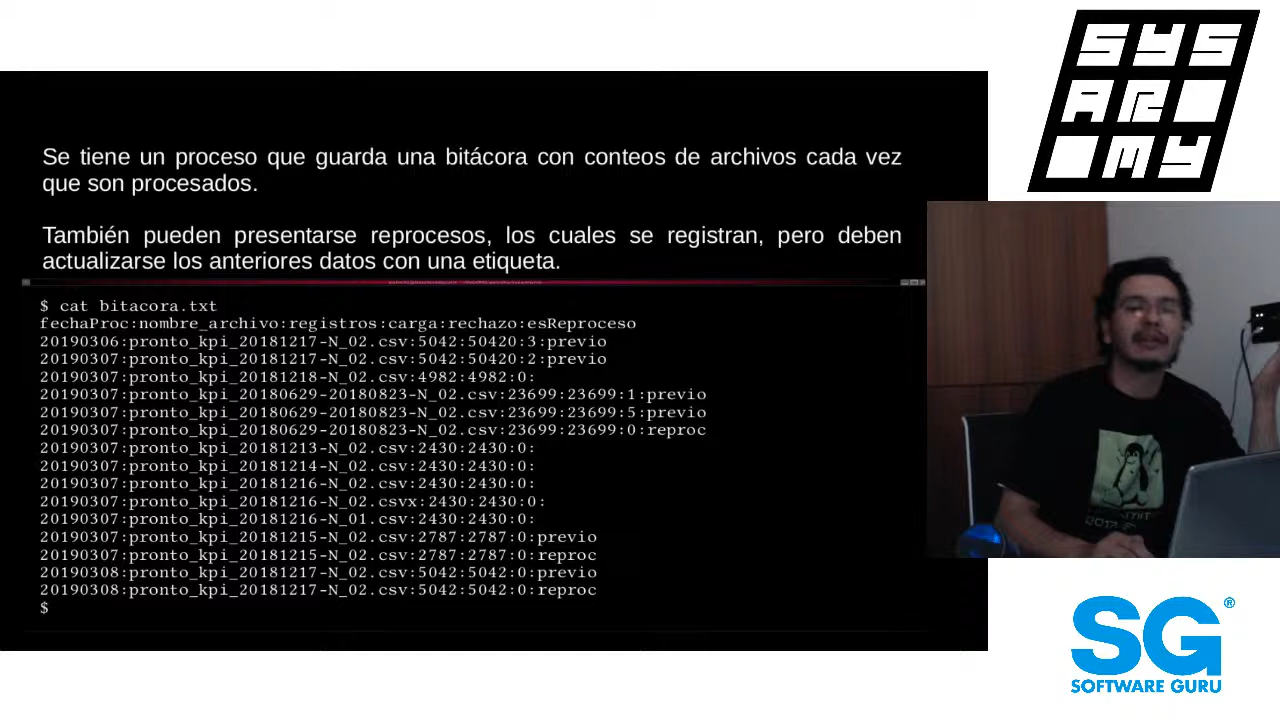 SYS
AR
MY
Se tiene un proceso que guarda una bitácora con conteos de archivos cada vez
que son procesados.
También pueden presentarse reprocesos, los cuales se registran, pero deben
actualizarse los anteriores datos con una etiqueta.
$ cat bitacora.txt
fechaProc:nombre_archivo:registros:carga:rechazo:esReproceso
20190306:pronto_kpi_20181217-N_02.csv:5042:50420:3:previo
20190307:pronto_kpi_20181217-N_02.csv:5042:50420:2:previo
20190307:pronto_kpi_20181218-N_02.csv:4982:4982:0:
20190307:pronto_kpi_20180629-20180823-N_02.csv:23699:23699:1:previo
20190307:pronto_kpi_20180629-20180823-N_02.csv:23699:23699:5:previo
20190307:pronto_kpi_20180629-20180823-N_02.csv:23699:23699:0:reproc
20190307:pronto_kpi_20181213-N_02.csv:2430:2430:0:
20190307:pronto_kpi_20181214-N_02.csv:2430:2430:0:
20190307:pronto_kpi_20181216-N_02.csv:2430:2430:0:
20190307:pronto_kpi_20181216-N_02.csvx:2430:2430:0:
20190307:pronto_kpi_20181216-N_01.csv:2430:2430:0:
20190307:pronto_kpi_20181215-N_02.csv:2787:2787:0:previo
20190307:pronto_kpi_20181215-N_02.csv:2787:2787:0:reproc
20190308:pronto_kpi_20181217-N_02.csv:5042:5042:0:previo
20190308:pronto_kpi_20181217-N_02.csv:5042:5042:0:reproc
$
SG®
SOFTWARE GURU